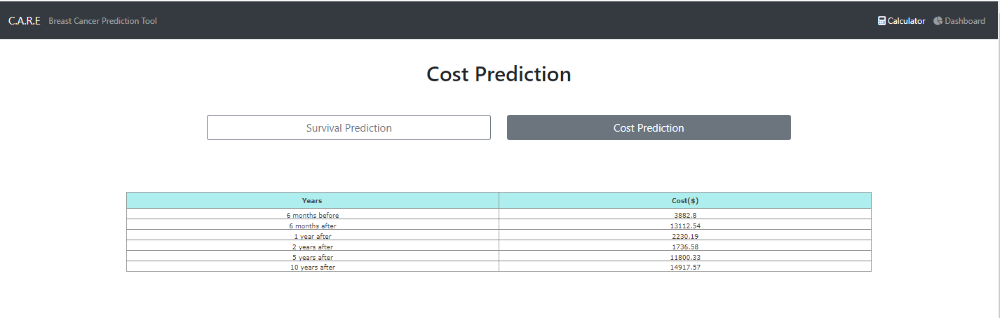 C.A.R.E Breast Cancer Prediction Tool Calculator Dashboard
Cost Prediction
Survival Prediction Cost Prediction
Years Cost($)
6 months before 3882.8
6 months after 13112.54
1 year after 2230.19
2 years after 1736.58
5 years after 11800.33
10 years after 14917.57